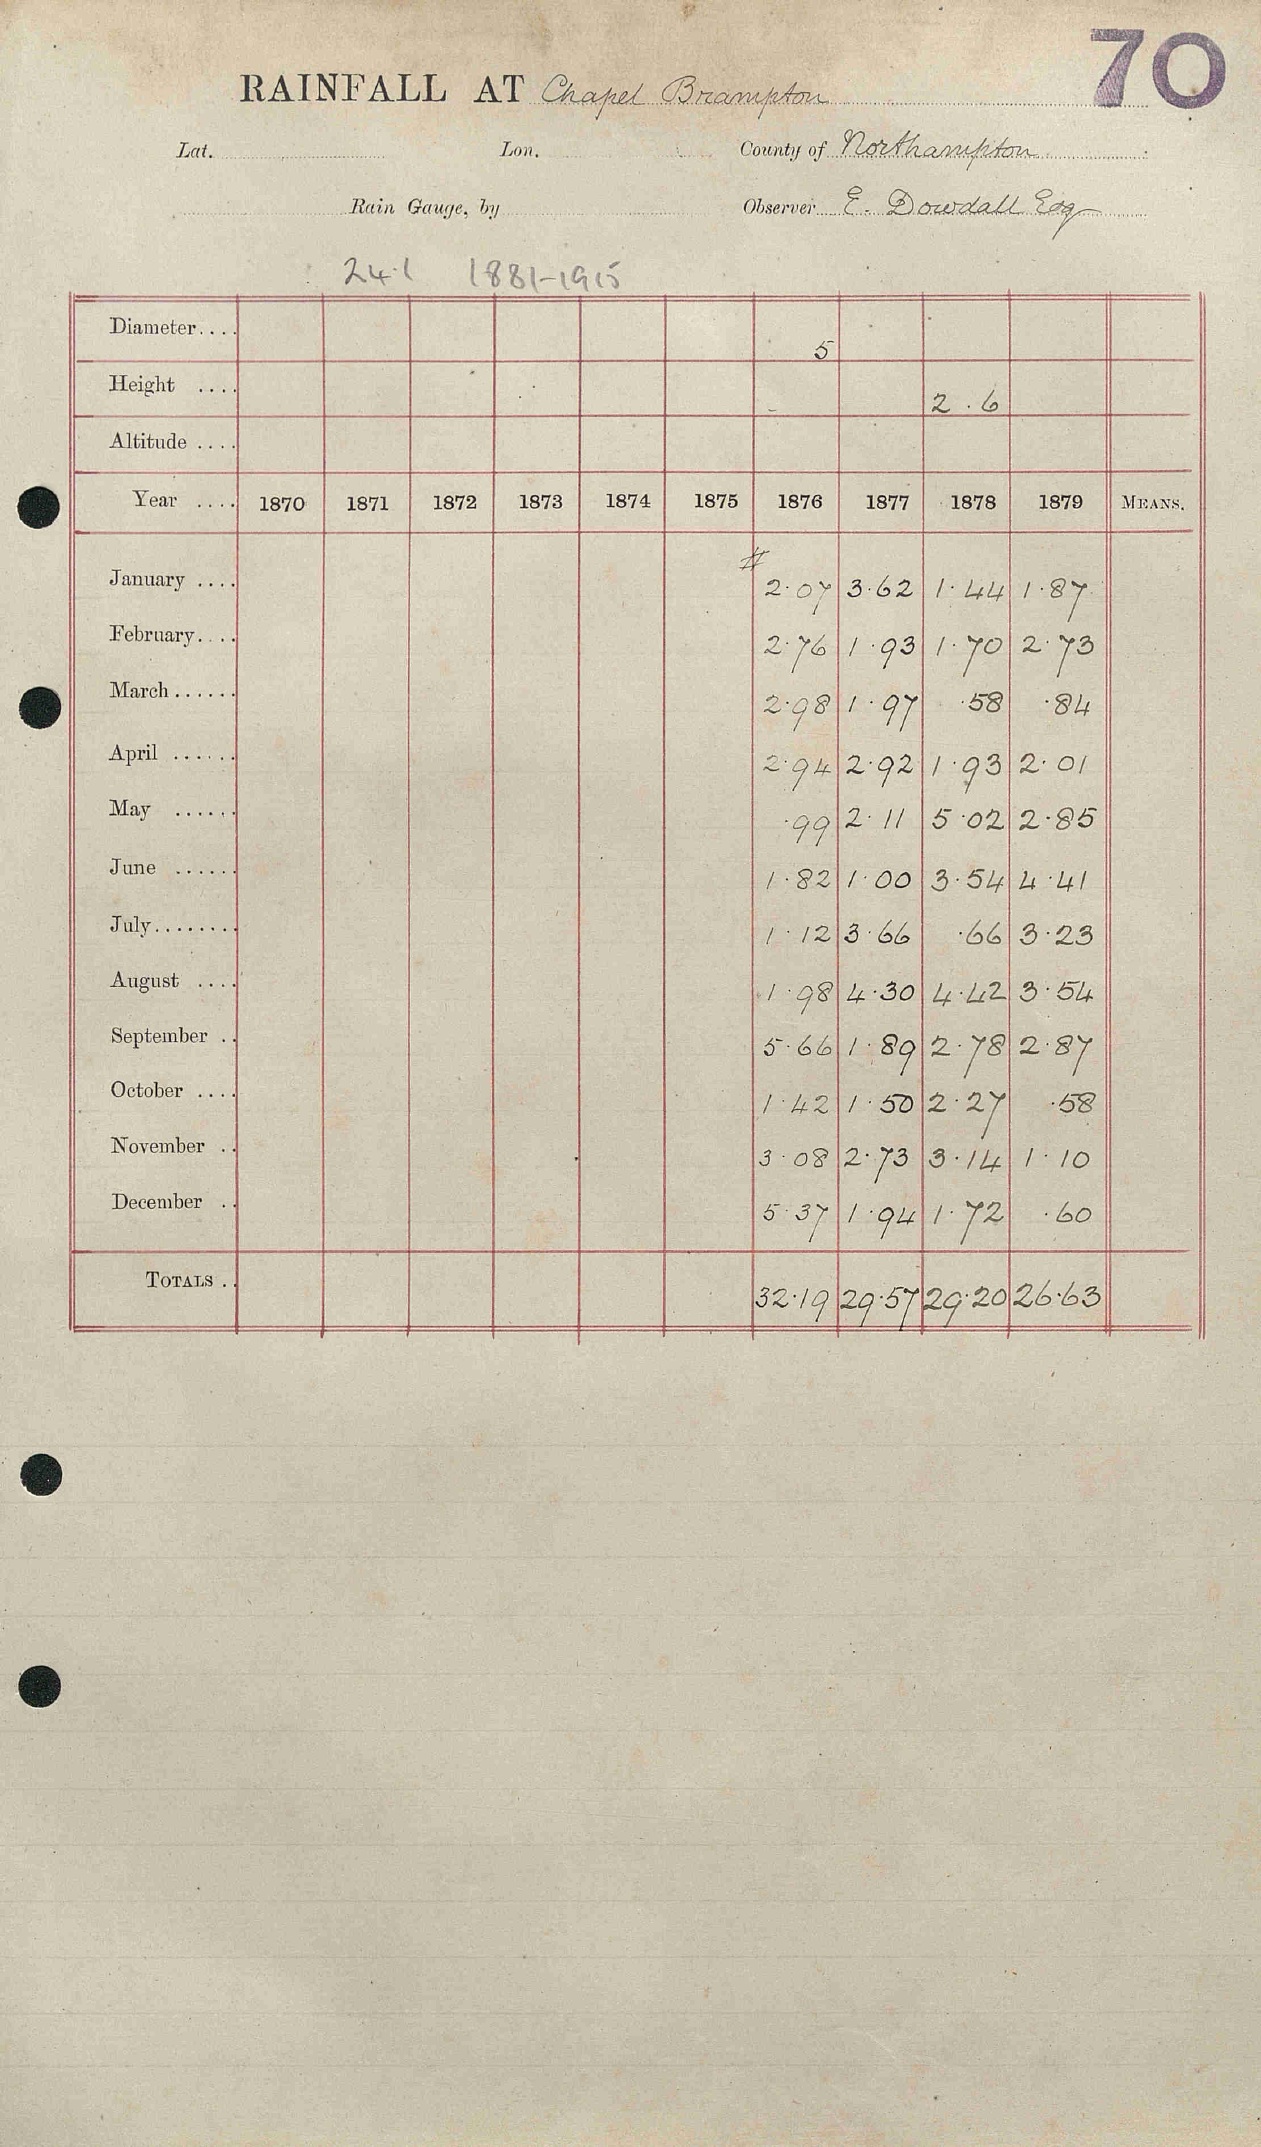 70
RAINFALL AT Chapel Brampton
Lat. Lon. County of Northampton
Rain Gauge, by Observer E. Dowdall Esq
24.1 1881-1915
Diameter.... 5
Height .... 2 . 6
Altitude ....
Year .... 1870 1871 1872 1873 1874 1875 1876 1877 1878 1879 MEANS.
#
January .... 2.07 3.62 1.44 1.87
February.... 2.76 1.93 1.70 2.73
March...... 2.98 1.97 .58 .84
April ...... 2.94 2.92 1.93 2.01
May ...... .99 2.11 5.02 2.85
June ...... 1.82 1.00 3.54 4.41
July........ 1.12 3.66 .66 3.23
August .... 1.98 4.30 4.42 3.54
September .. 5.66 1.89 2.78 2.87
October .... 1.42 1.50 2.27 .58
November .. 3.08 2.73 3.14 1.10
December .. 5.37 1.94 1.72 .60
TOTALS .. 32.19 29.57 29.20 26.63